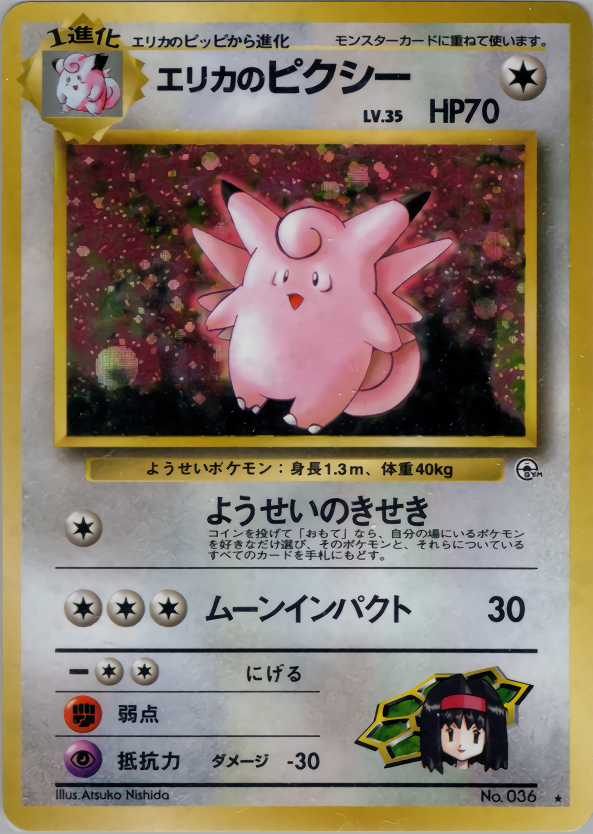 1進化
エリカのピッピから進化
モンスターカードに重ねて使います。
エリカのピクシー
LV.35 HP70
ようせいポケモン：身長1.3m、体重40kg
GYM
ようせいのきせき
コインを投げて「おもて」なら、自分の場にいるポケモン
を好きなだけ選び、そのポケモンと、それらについている
すべてのカードを手札にもどす。
ムーンインパクト 30
にげる
弱点
抵抗力 ダメージ -30
Illus.Atsuko Nishida
No.036 ★